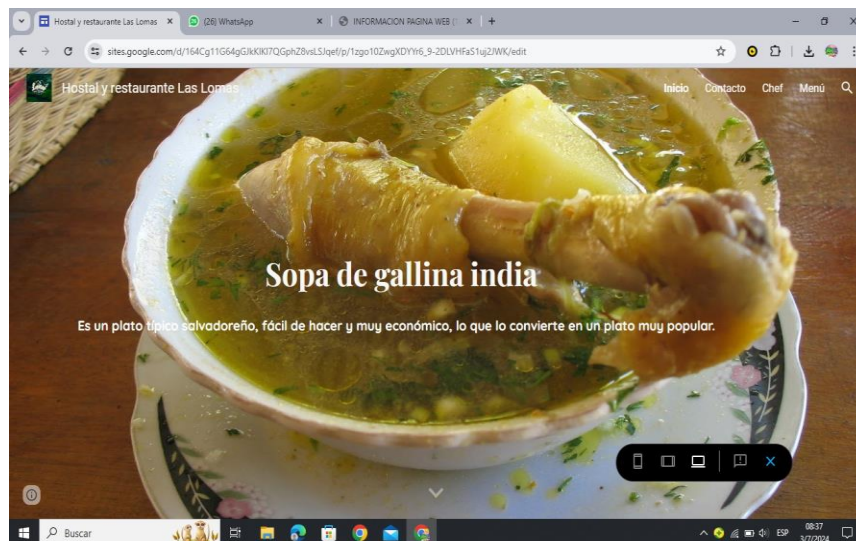 Hostal y restaurante Las Lomas
(26) WhatsApp
INFORMACION PAGINA WEB (
sites.google.com/d/164Cg11G64gGJkKlKl7QGphZ8vsLSJqef/p/1zgo10ZwgXDYYr6_9-2DLVHFaS1uj2JWK/edit
Hostal y restaurante Las Lomas
Inicio Contacto Chef Menú
Sopa de gallina india
Es un plato típico salvadoreño, fácil de hacer y muy económico, lo que lo convierte en un plato muy popular.
Buscar
ESP
08:37
3/7/2024